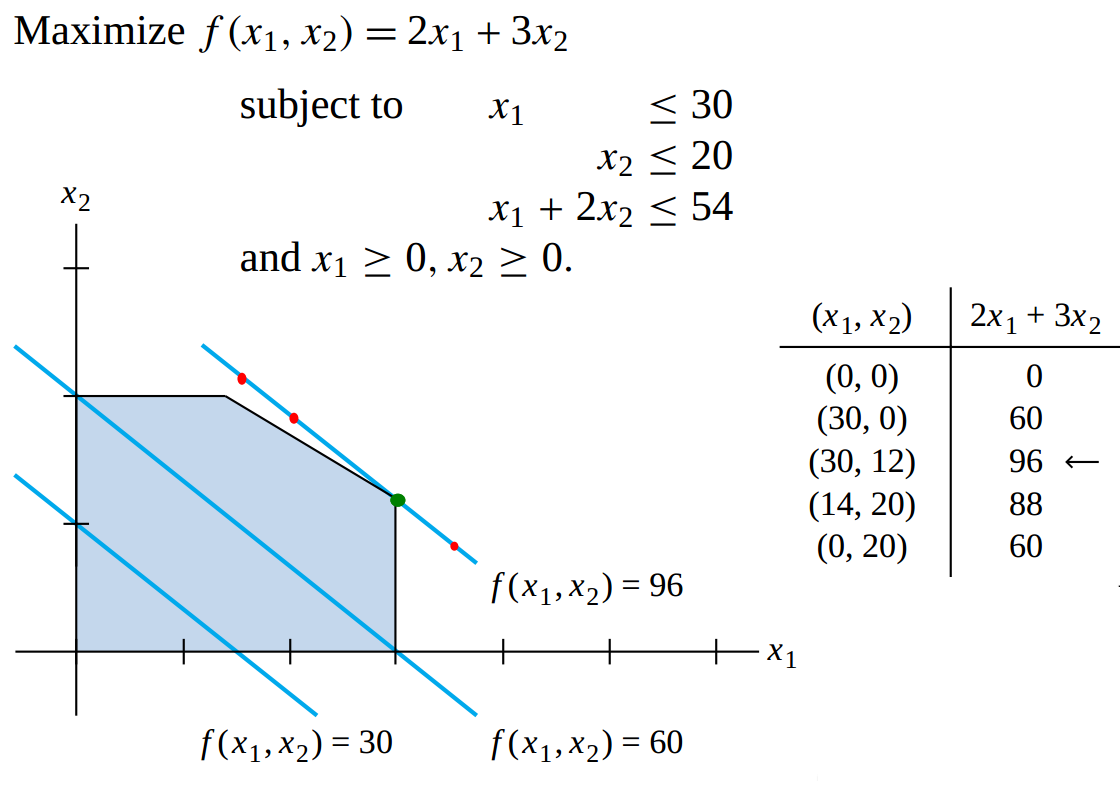 Maximize f(x₁, x₂) = 2x₁ + 3x₂
subject to x₁ ≤ 30
x₂ ≤ 20
x₁ + 2x₂ ≤ 54
and x₁ ≥ 0, x₂ ≥ 0.
x₂
x₁
f(x₁, x₂) = 96
f(x₁, x₂) = 30
f(x₁, x₂) = 60
(x₁, x₂) 2x₁ + 3x₂
(0, 0) 0
(30, 0) 60
(30, 12) 96 ←
(14, 20) 88
(0, 20) 60